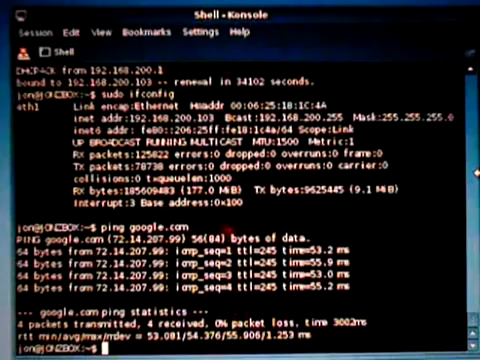 Shell - Konsole
Session Edit View Bookmarks Settings Help
Shell
DHCPACK from 192.168.200.1
bound to 192.168.200.103 -- renewal in 34102 seconds.
jon@JONZBOX:~$ sudo ifconfig
eth1 Link encap:Ethernet HWaddr 00:06:25:18:1C:4A
inet addr:192.168.200.103 Bcast:192.168.200.255 Mask:255.255.255.0
inet6 addr: fe80::206:25ff:fe18:1c4a/64 Scope:Link
UP BROADCAST RUNNING MULTICAST MTU:1500 Metric:1
RX packets:125822 errors:0 dropped:0 overruns:0 frame:0
TX packets:78738 errors:0 dropped:0 overruns:0 carrier:0
collisions:0 txqueuelen:1000
RX bytes:185609483 (177.0 MiB) TX bytes:9625445 (9.1 MiB)
Interrupt:3 Base address:0x100
jon@JONZBOX:~$ ping google.com
PING google.com (72.14.207.99) 56(84) bytes of data.
64 bytes from 72.14.207.99: icmp_seq=1 ttl=245 time=53.2 ms
64 bytes from 72.14.207.99: icmp_seq=2 ttl=245 time=55.9 ms
64 bytes from 72.14.207.99: icmp_seq=3 ttl=245 time=53.0 ms
64 bytes from 72.14.207.99: icmp_seq=4 ttl=245 time=55.2 ms
--- google.com ping statistics ---
4 packets transmitted, 4 received, 0% packet loss, time 3002ms
rtt min/avg/max/mdev = 53.081/54.376/55.906/1.253 ms
jon@JONZBOX:~$